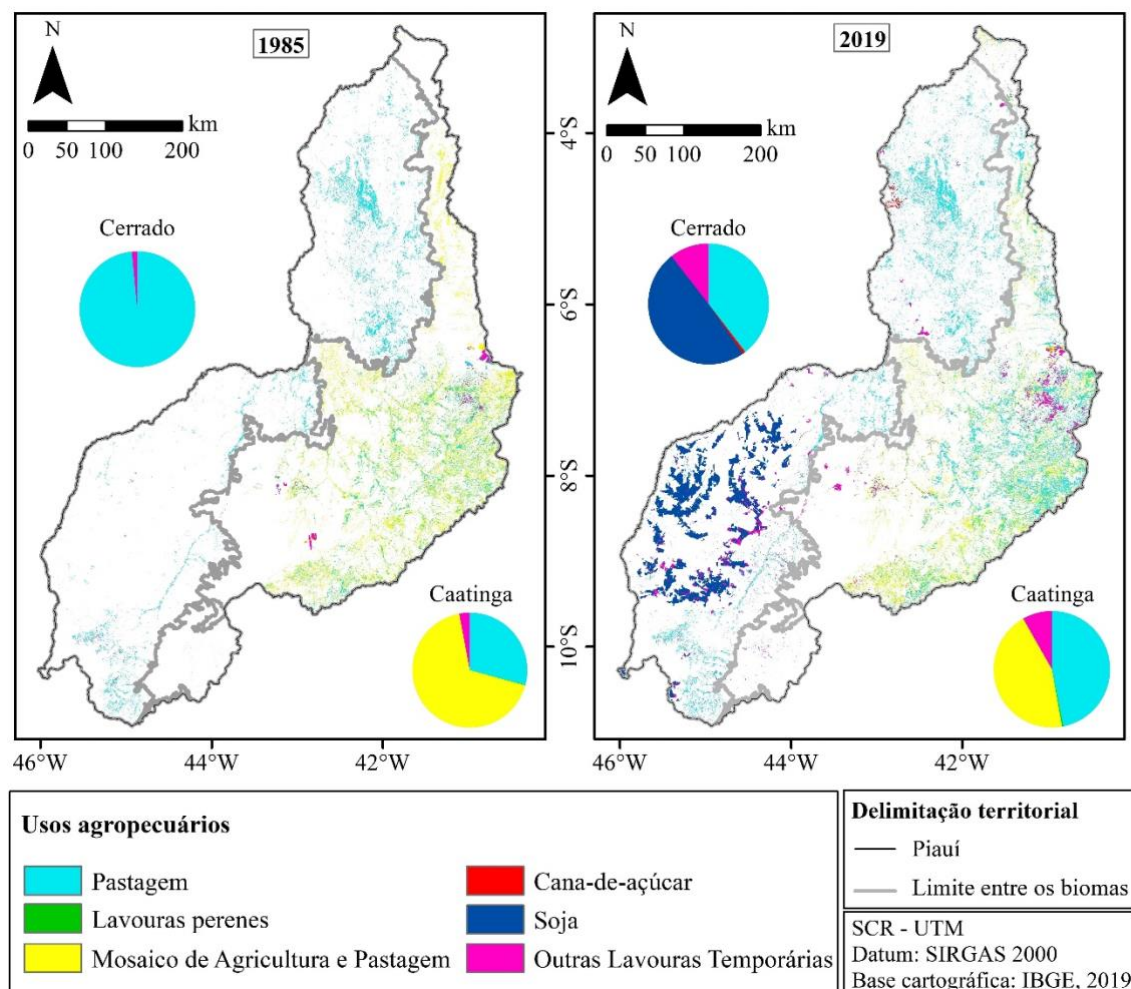 1985
N
km
0 50 100 200
Cerrado
Caatinga
46°W 44°W 42°W
4°S
6°S
8°S
10°S
2019
N
km
0 50 100 200
Cerrado
Caatinga
46°W 44°W 42°W
Usos agropecuários
Pastagem
Lavouras perenes
Mosaico de Agricultura e Pastagem
Cana-de-açúcar
Soja
Outras Lavouras Temporárias
Delimitação territorial
Piauí
Limite entre os biomas
SCR - UTM
Datum: SIRGAS 2000
Base cartográfica: IBGE, 2019